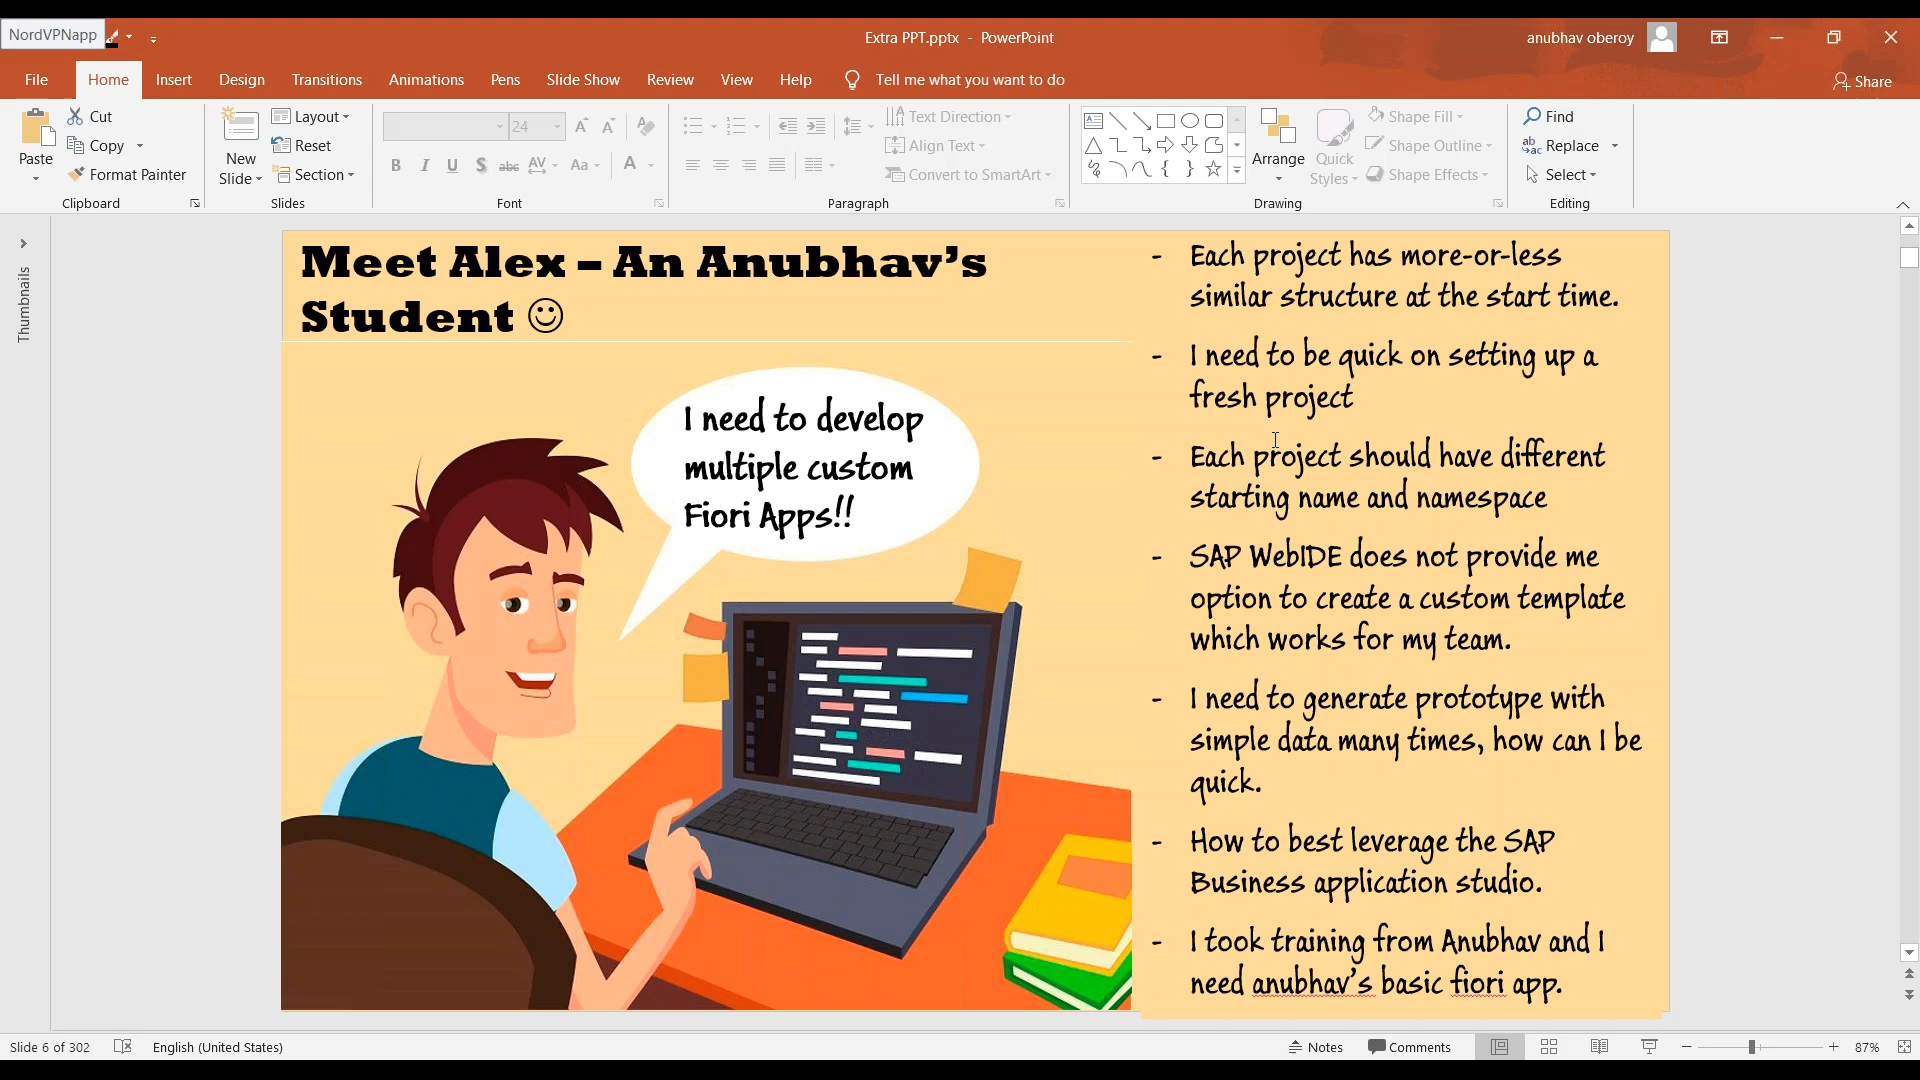 NordVPNapp
Extra PPT.pptx - PowerPoint
anubhav oberoy
File
Home
Insert
Design
Transitions
Animations
Pens
Slide Show
Review
View
Help
Tell me what you want to do
Share
Paste
Cut
Copy
Format Painter
Clipboard
New Slide
Layout
Reset
Section
Slides
24
B I U S abc AV Aa A
Font
Text Direction
Align Text
Convert to SmartArt
Paragraph
Arrange
Quick Styles
Shape Fill
Shape Outline
Shape Effects
Drawing
Find
Replace
Select
Editing
Thumbnails
Meet Alex – An Anubhav's
Student ☺
I need to develop
multiple custom
Fiori Apps!!
- Each project has more-or-less
similar structure at the start time.
- I need to be quick on setting up a
fresh project
- Each project should have different
starting name and namespace
- SAP WebIDE does not provide me
option to create a custom template
which works for my team.
- I need to generate prototype with
simple data many times, how can I be
quick.
- How to best leverage the SAP
Business application studio.
- I took training from Anubhav and I
need anubhav's basic fiori app.
Slide 6 of 302
English (United States)
Notes
Comments
87%